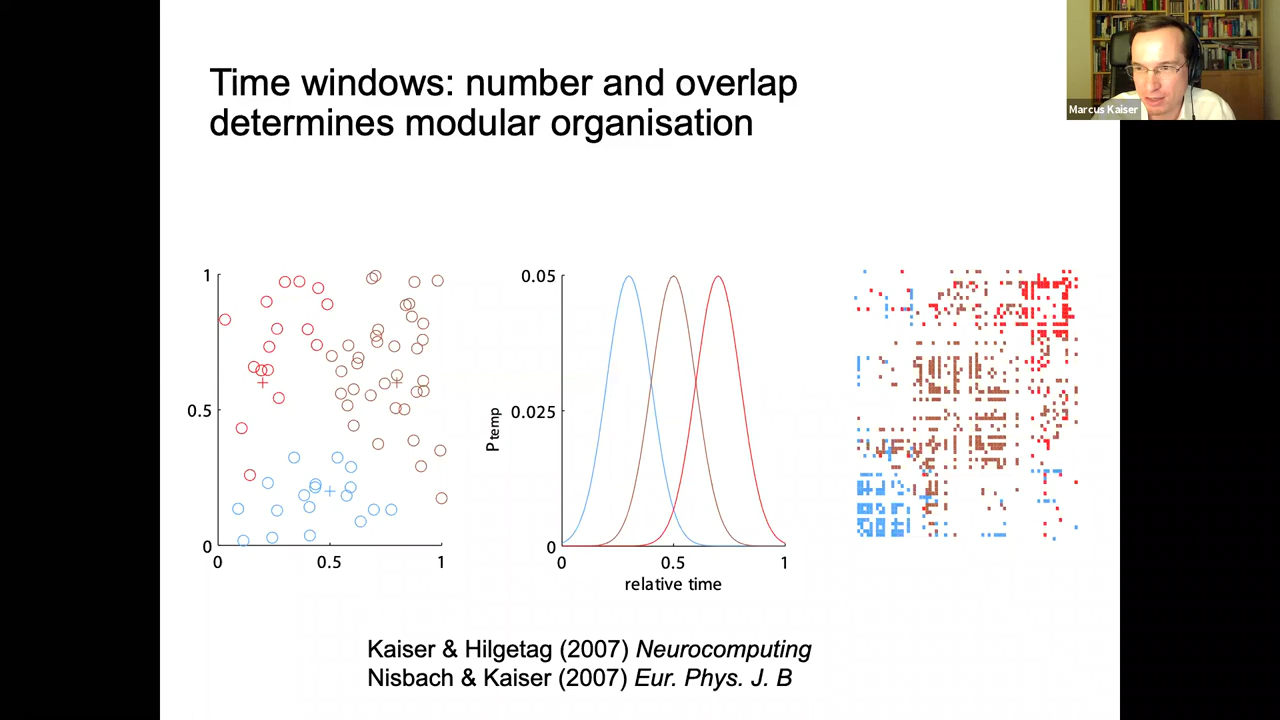 Time windows: number and overlap
determines modular organisation
Marcus Kaiser
1
0.5
0
0
0.5
1
0.05
0.025
0
Ptemp
0
0.5
1
relative time
Kaiser & Hilgetag (2007) Neurocomputing
Nisbach & Kaiser (2007) Eur. Phys. J. B